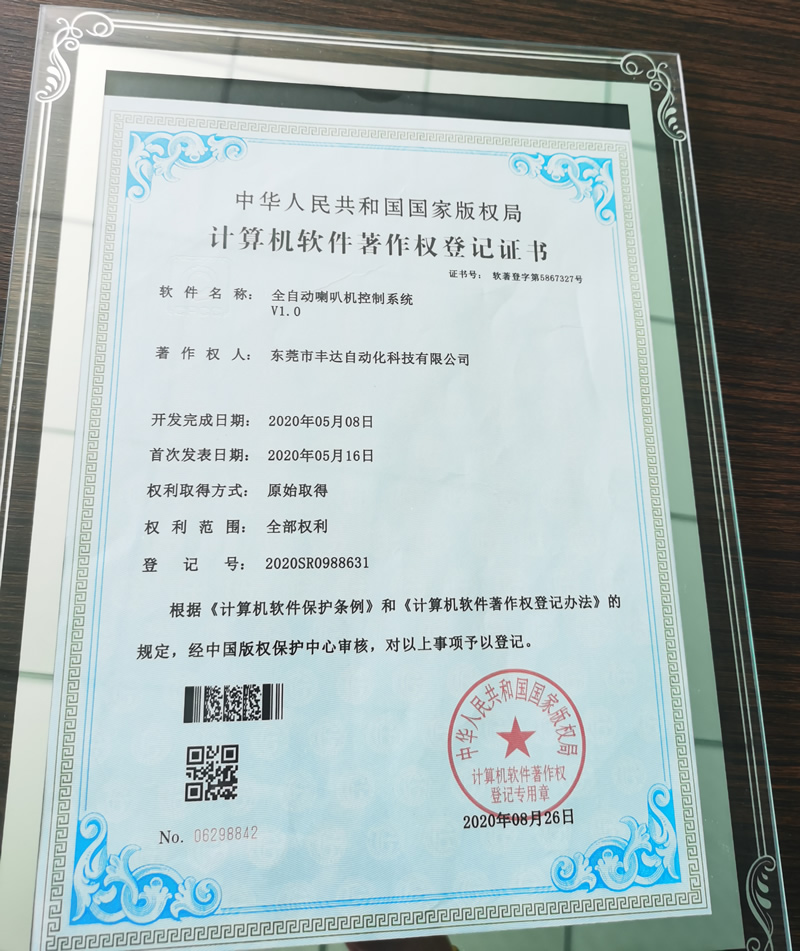 中华人民共和国国家版权局
计算机软件著作权登记证书
证书号： 软著登字第5867327号
软件名称： 全自动喇叭机控制系统
V1.0
著作权人： 东莞市丰达自动化科技有限公司
开发完成日期： 2020年05月08日
首次发表日期： 2020年05月16日
权利取得方式： 原始取得
权利范围： 全部权利
登记号： 2020SR0988631
根据《计算机软件保护条例》和《计算机软件著作权登记办法》的
规定，经中国版权保护中心审核，对以上事项予以登记。
中华人民共和国国家版权局
计算机软件著作权
登记专用章
No. 06298842
2020年08月26日